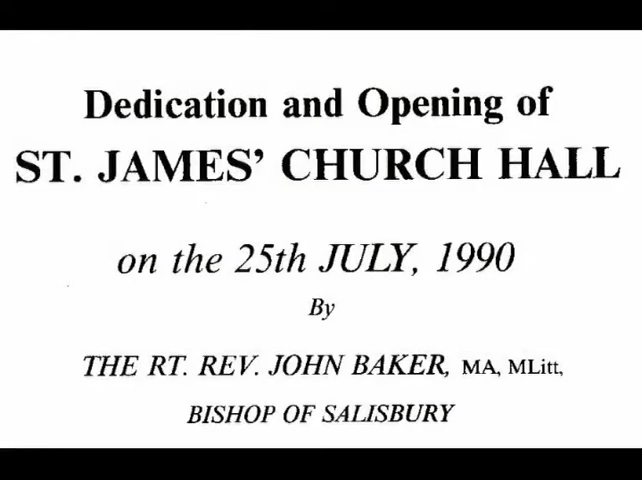 Dedication and Opening of
ST. JAMES’ CHURCH HALL
on the 25th JULY, 1990
By
THE RT. REV. JOHN BAKER, MA, MLitt,
BISHOP OF SALISBURY